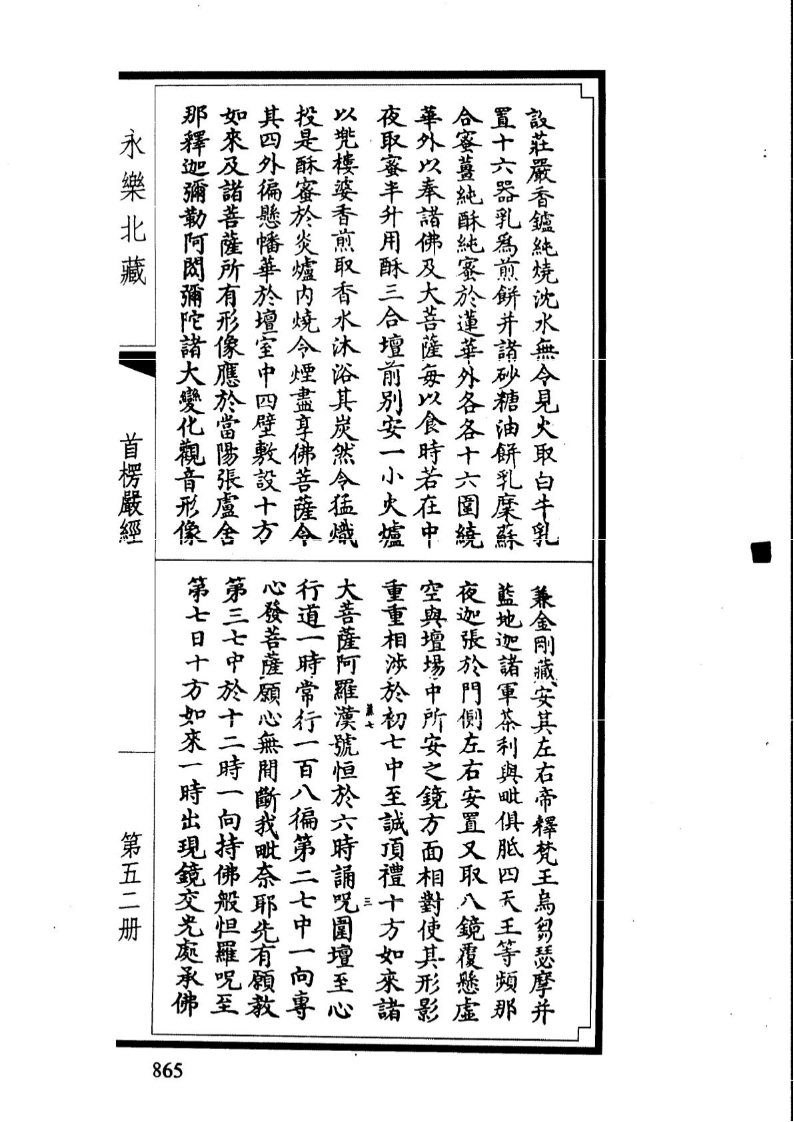 設莊嚴香鑪純燒沈水無令見火取白牛乳
置十六器乳爲煎餅并諸砂糖油餅乳糜蘇
合蜜薑純酥純蜜於蓮華外各各十六圍繞
華外以奉諸佛及大菩薩每以食時若在中
夜取蜜半升用酥三合壇前別安一小火爐
以兜樓婆香煎取香水沐浴其炭然令猛熾
投是酥蜜於炎爐内燒令煙盡享佛菩薩令
其四外徧懸幡華於壇室中四壁敷設十方
如來及諸菩薩所有形像應於當陽張盧舍
那釋迦彌勒阿閦彌陀諸大變化觀音形像
兼金剛藏安其左右帝釋梵王烏芻瑟摩并
藍地迦諸軍茶利與毗俱胝四天王等頻那
夜迦張於門側左右安置又取八鏡覆懸虛
空與壇場中所安之鏡方面相對使其形影
重重相涉於初七中至誠頂禮十方如來諸
第七
三
大菩薩阿羅漢號恒於六時誦呪圍壇至心
行道一時常行一百八徧第二七中一向專
心發菩薩願心無間斷我毗奈耶先有願教
第三七中於十二時一向持佛般怛羅呪至
第七日十方如來一時出現鏡交光處承佛
永樂北藏
首楞嚴經
第五二册
865